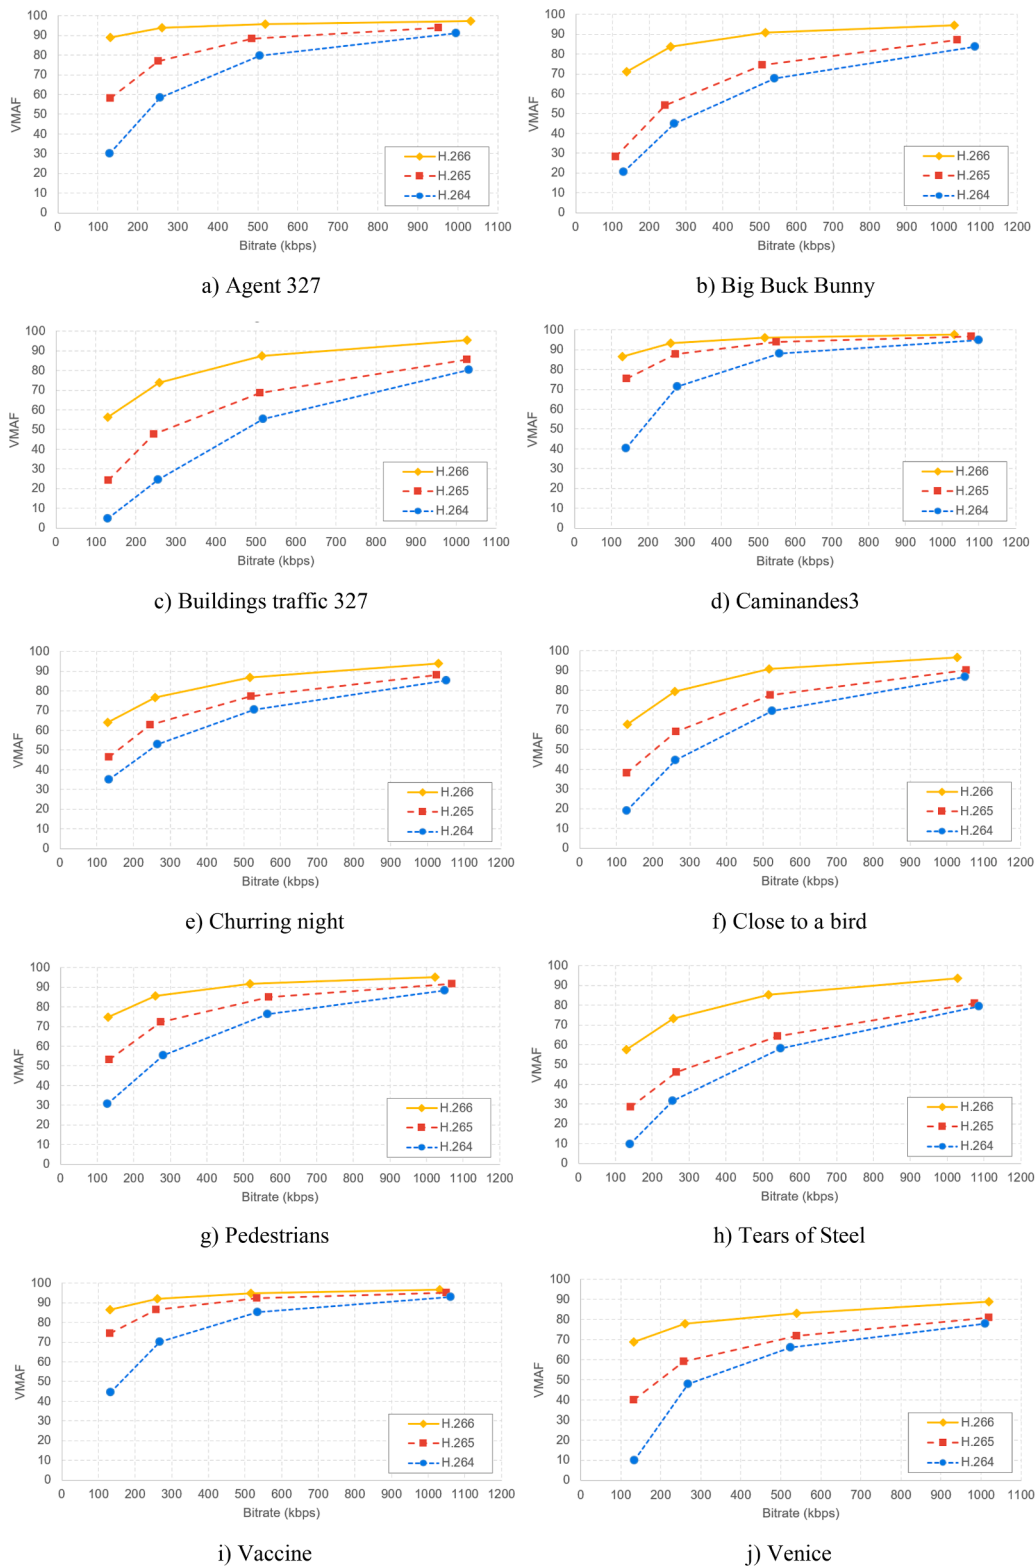 100
90
80
70
60
50
40
30
20
10
0
VMAF
H.266
H.265
H.264
0 100 200 300 400 500 600 700 800 900 1000 1100
Bitrate (kbps)
a) Agent 327
100
90
80
70
60
50
40
30
20
10
0
VMAF
H.266
H.265
H.264
0 100 200 300 400 500 600 700 800 900 1000 1100 1200
Bitrate (kbps)
b) Big Buck Bunny
100
90
80
70
60
50
40
30
20
10
0
VMAF
H.266
H.265
H.264
0 100 200 300 400 500 600 700 800 900 1000 1100
Bitrate (kbps)
c) Buildings traffic 327
100
90
80
70
60
50
40
30
20
10
0
VMAF
H.266
H.265
H.264
0 100 200 300 400 500 600 700 800 900 1000 1100 1200
Bitrate (kbps)
d) Caminandes3
100
90
80
70
60
50
40
30
20
10
0
VMAF
H.266
H.265
H.264
0 100 200 300 400 500 600 700 800 900 1000 1100 1200
Bitrate (kbps)
e) Churring night
100
90
80
70
60
50
40
30
20
10
0
VMAF
H.266
H.265
H.264
0 100 200 300 400 500 600 700 800 900 1000 1100 1200
Bitrate (kbps)
f) Close to a bird
100
90
80
70
60
50
40
30
20
10
0
VMAF
H.266
H.265
H.264
0 100 200 300 400 500 600 700 800 900 1000 1100 1200
Bitrate (kbps)
g) Pedestrians
100
90
80
70
60
50
40
30
20
10
0
VMAF
H.266
H.265
H.264
0 100 200 300 400 500 600 700 800 900 1000 1100 1200
Bitrate (kbps)
h) Tears of Steel
100
90
80
70
60
50
40
30
20
10
0
VMAF
H.266
H.265
H.264
0 100 200 300 400 500 600 700 800 900 1000 1100 1200
Bitrate (kbps)
i) Vaccine
100
90
80
70
60
50
40
30
20
10
0
VMAF
H.266
H.265
H.264
0 100 200 300 400 500 600 700 800 900 1000 1100
Bitrate (kbps)
j) Venice